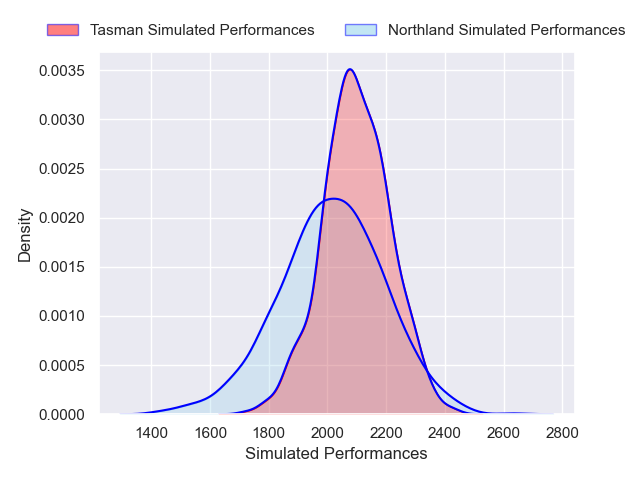 Tasman Simulated Performances Northland Simulated Performances
0.0035
0.0030
0.0025
0.0020
0.0015
0.0010
0.0005
0.0000
Density
1400 1600 1800 2000 2200 2400 2600 2800
Simulated Performances